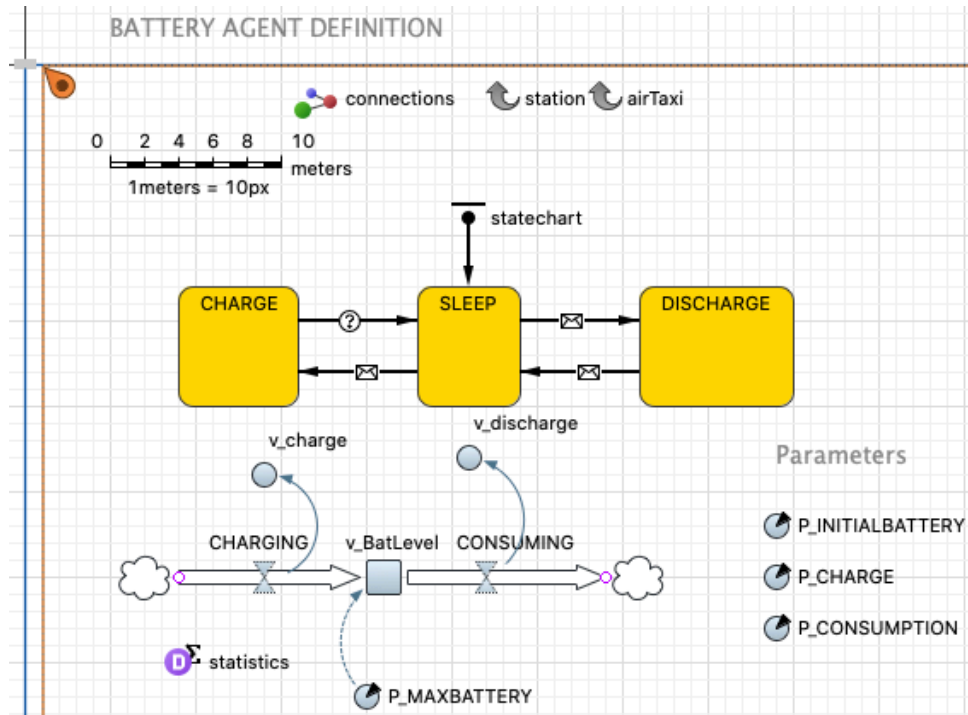 BATTERY AGENT DEFINITION
connections
station
airTaxi
0 2 4 6 8 10
meters
1meters = 10px
statechart
CHARGE
SLEEP
DISCHARGE
?
v_charge
v_discharge
Parameters
P_INITIALBATTERY
CHARGING
v_BatLevel
CONSUMING
P_CHARGE
P_CONSUMPTION
D Σ statistics
P_MAXBATTERY